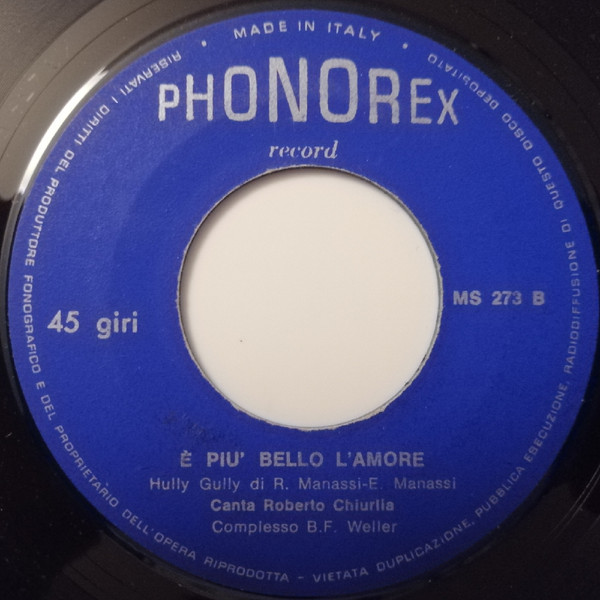 MADE IN ITALY
PHONOREX
record
45 giri
MS 273 B
È PIU' BELLO L'AMORE
Hully Gully di R. Manassi-E. Manassi
Canta Roberto Chiurlia
Complesso B.F. Weller
RISERVATI I DIRITTI DEL PRODUTTORE FONOGRAFICO E DEL PROPRIETARIO DELL'OPERA RIPRODOTTA - VIETATA DUPLICAZIONE, PUBBLICA ESECUZIONE, RADIODIFFUSIONE DI QUESTO DISCO DEPOSITATO